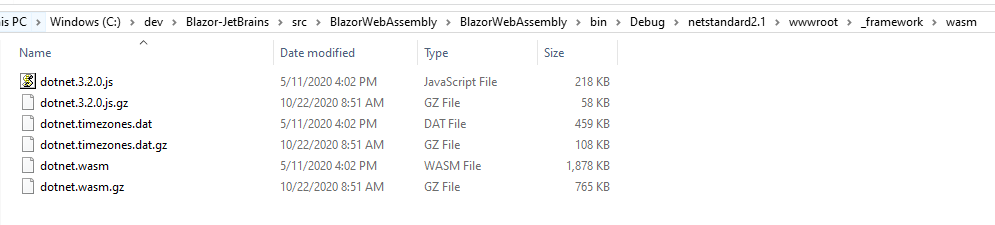 is PC > Windows (C:) > dev > Blazor-JetBrains > src > BlazorWebAssembly > BlazorWebAssembly > bin > Debug > netstandard2.1 > wwwroot > _framework > wasm
Name Date modified Type Size
dotnet.3.2.0.js 5/11/2020 4:02 PM JavaScript File 218 KB
dotnet.3.2.0.js.gz 10/22/2020 8:51 AM GZ File 58 KB
dotnet.timezones.dat 5/11/2020 4:02 PM DAT File 459 KB
dotnet.timezones.dat.gz 10/22/2020 8:51 AM GZ File 108 KB
dotnet.wasm 5/11/2020 4:02 PM WASM File 1,878 KB
dotnet.wasm.gz 10/22/2020 8:51 AM GZ File 765 KB